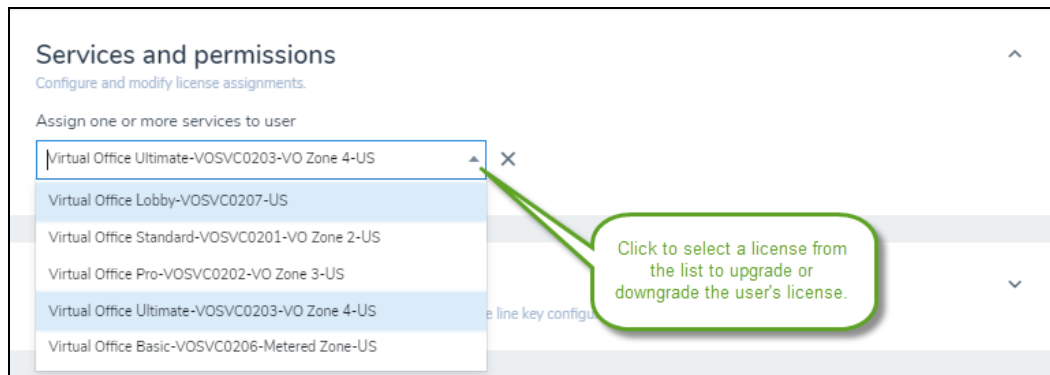 Services and permissions
Configure and modify license assignments.
Assign one or more services to user
Virtual Office Ultimate-VOSVC0203-VO Zone 4-US
Virtual Office Lobby-VOSVC0207-US
Virtual Office Standard-VOSVC0201-VO Zone 2-US
Virtual Office Pro-VOSVC0202-VO Zone 3-US
Virtual Office Ultimate-VOSVC0203-VO Zone 4-US
Virtual Office Basic-VOSVC0206-Metered Zone-US
Click to select a license from
the list to upgrade or
downgrade the user's license.
line key